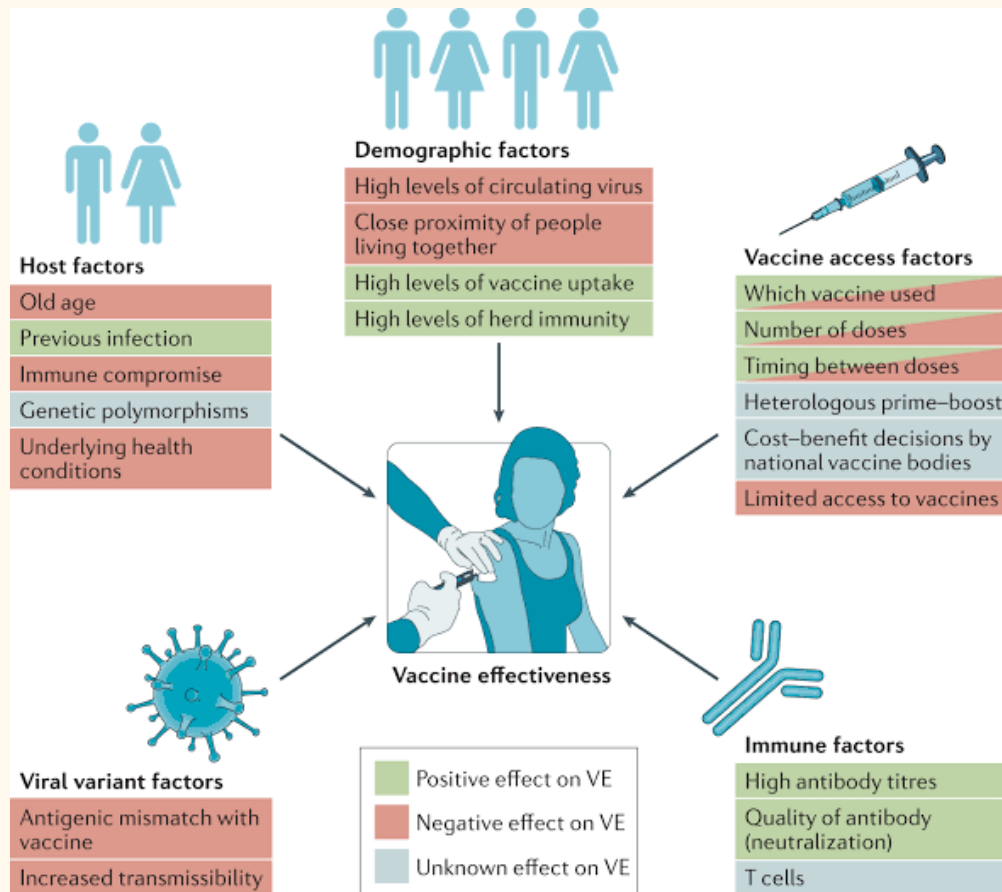 Demographic factors
High levels of circulating virus
Close proximity of people
living together
High levels of vaccine uptake
High levels of herd immunity
Host factors
Old age
Previous infection
Immune compromise
Genetic polymorphisms
Underlying health
conditions
Vaccine access factors
Which vaccine used
Number of doses
Timing between doses
Heterologous prime–boost
Cost–benefit decisions by
national vaccine bodies
Limited access to vaccines
Vaccine effectiveness
Viral variant factors
Antigenic mismatch with
vaccine
Increased transmissibility
Positive effect on VE
Negative effect on VE
Unknown effect on VE
Immune factors
High antibody titres
Quality of antibody
(neutralization)
T cells